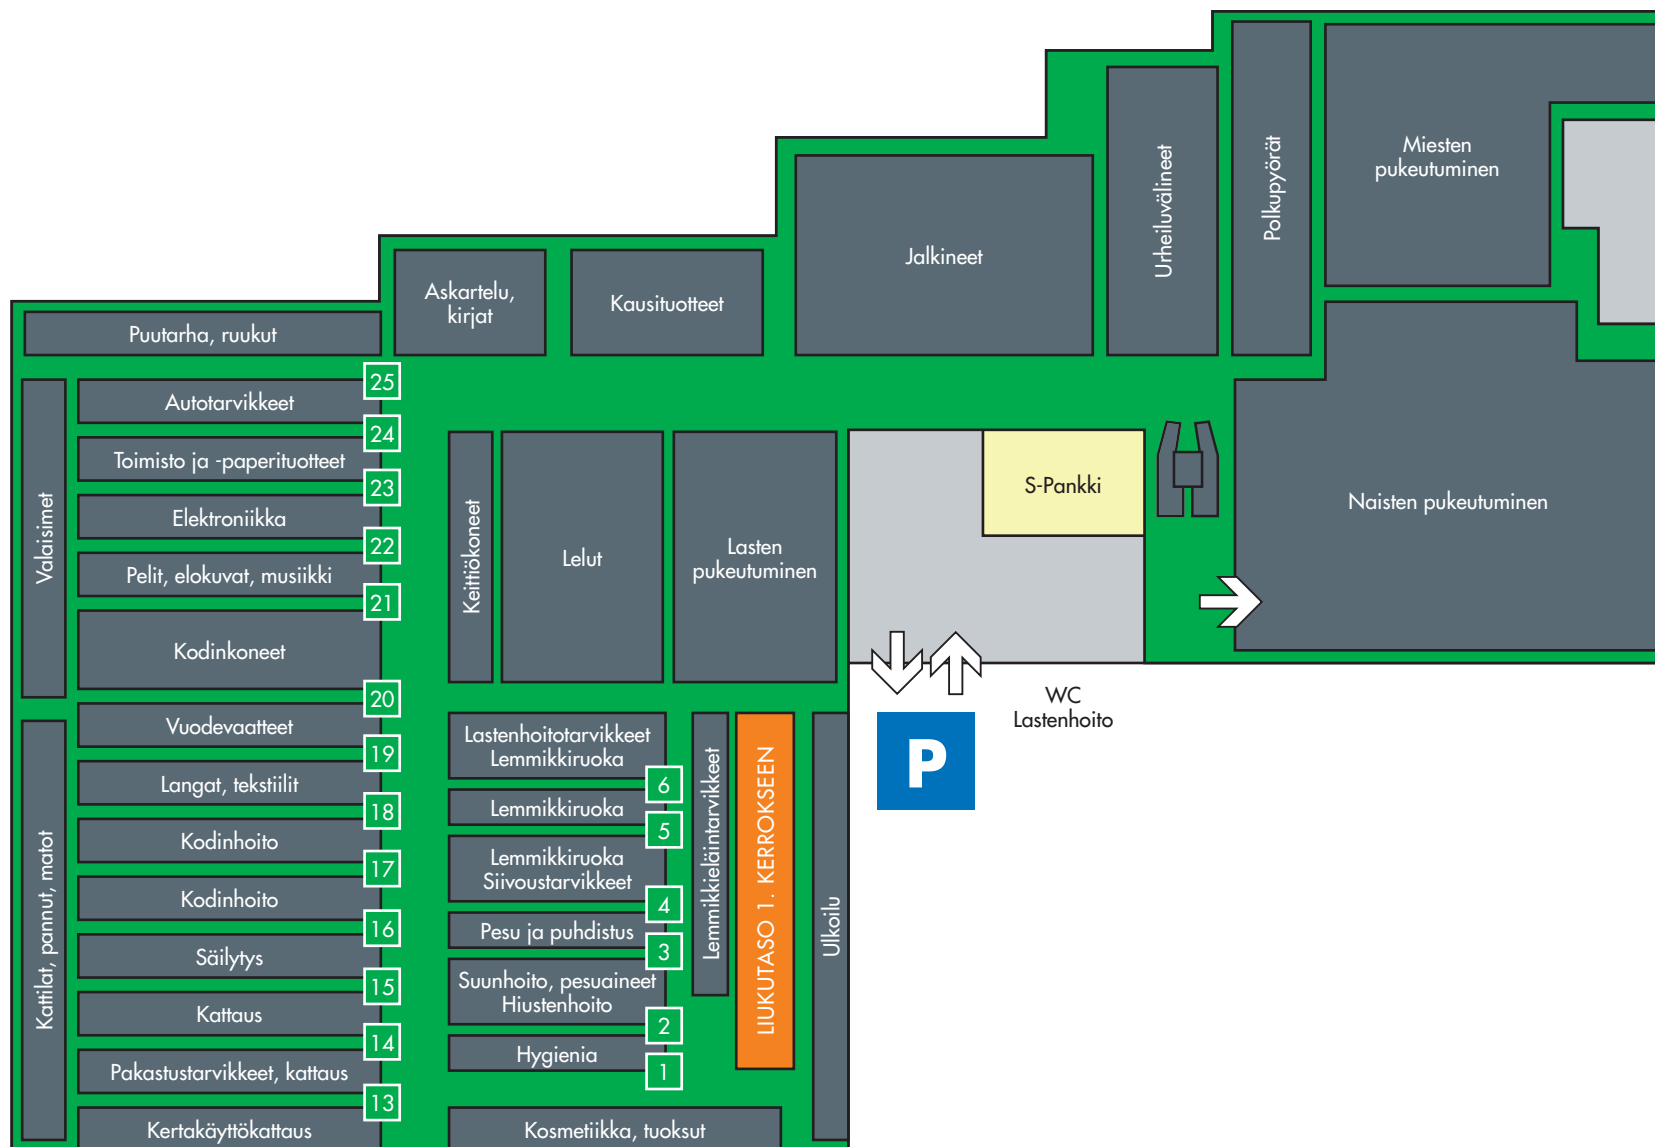 Miesten
pukeutuminen
Polkupyörät
Urheiluvälineet
Jalkineet
Askartelu,
kirjat
Kausituotteet
Puutarha, ruukut
25
Autotarvikkeet
24
Toimisto ja -paperituotteet
23
Elektroniikka
22
Pelit, elokuvat, musiikki
21
Kodinkoneet
20
Valaisimet
Vuodevaatteet
19
Langat, tekstiilit
18
Kodinhoito
17
Kodinhoito
16
Säilytys
15
Kattaus
14
Pakastustarvikkeet, kattaus
13
Kertakäyttökattaus
Kattilat, pannut, matot
Keittiökoneet
Lelut
Lasten
pukeutuminen
S-Pankki
Naisten pukeutuminen
WC
Lastenhoito
P
Lastenhoitotarvikkeet
Lemmikkiruoka
6
Lemmikkiruoka
5
Lemmikkiruoka
Siivoustarvikkeet
4
Pesu ja puhdistus
3
Suunhoito, pesuaineet
Hiustenhoito
2
Hygienia
1
Lemmikkieläintarvikkeet
LIUKUTASO 1. KERROKSEEN
Ulkoilu
Kosmetiikka, tuoksut